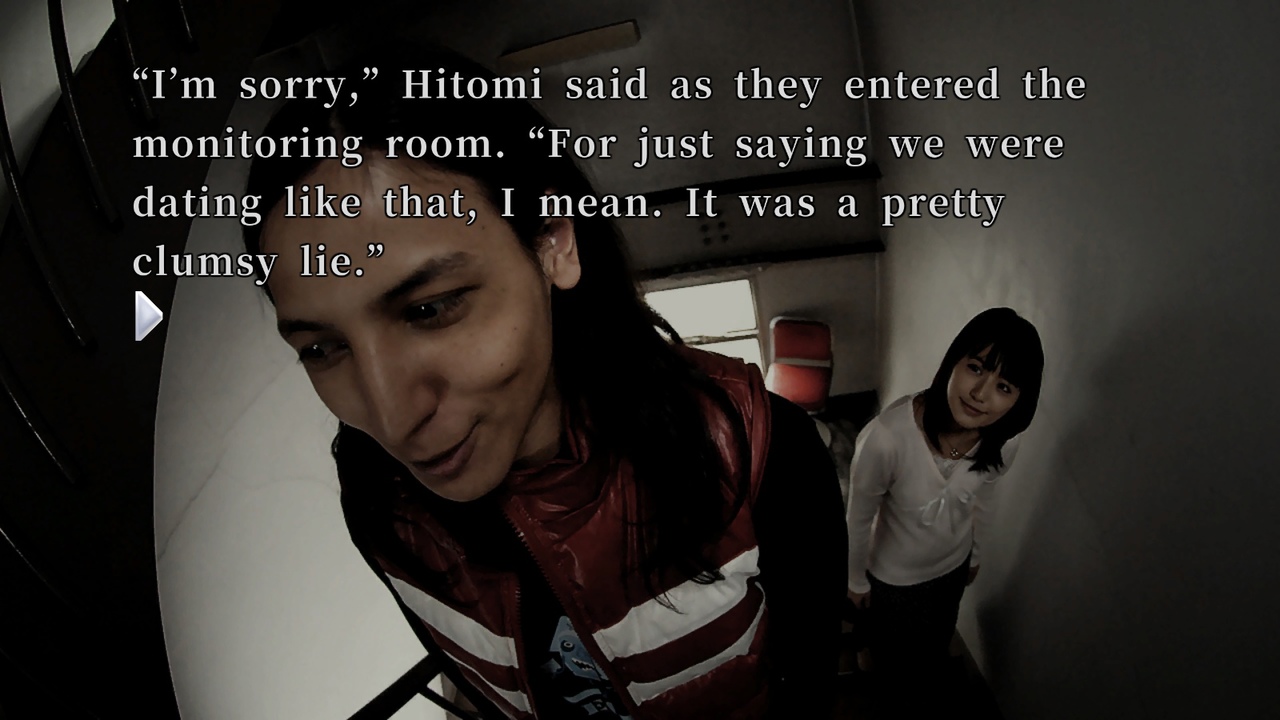 “I’m sorry,” Hitomi said as they entered the
monitoring room. “For just saying we were
dating like that, I mean. It was a pretty
clumsy lie.”